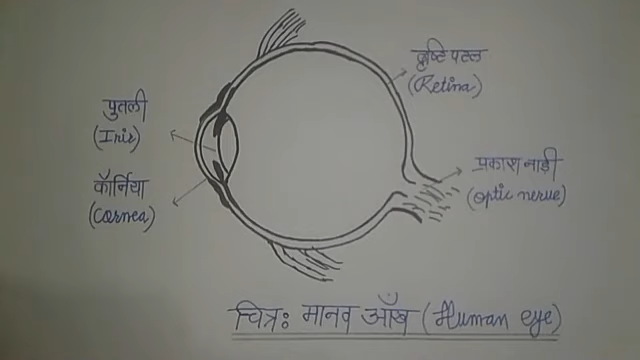 दृष्टि पटल
(Retina)
पुतली
(Iris)
प्रकाश नाड़ी
(optic nerve)
कॉर्निया
(Cornea)
चित्रः मानव आँख (Human eye)